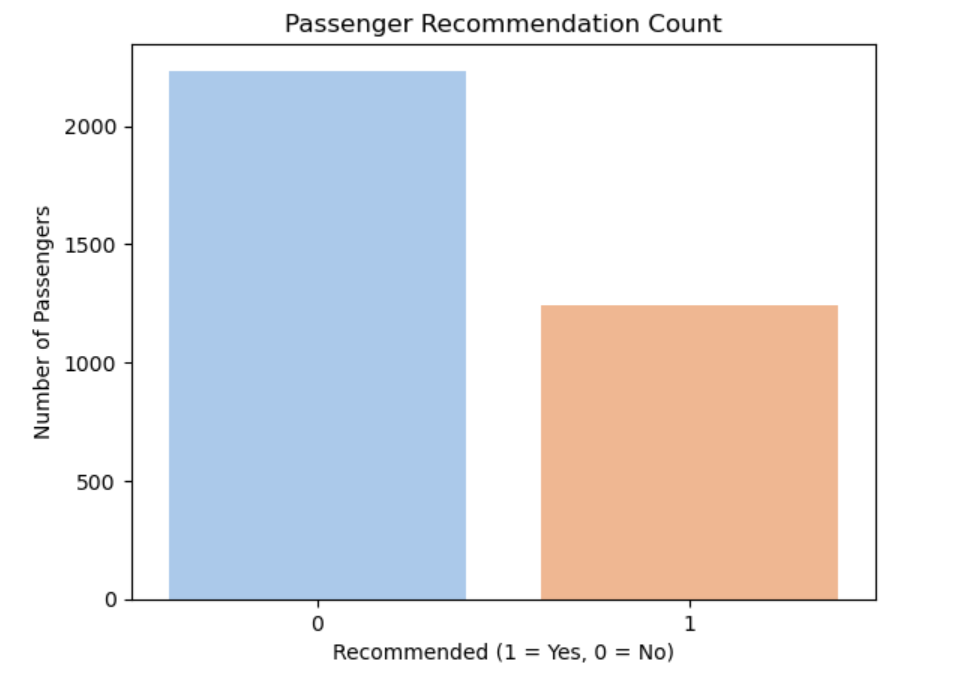 Passenger Recommendation Count
Number of Passengers
2000
1500
1000
500
0
0 1
Recommended (1 = Yes, 0 = No)